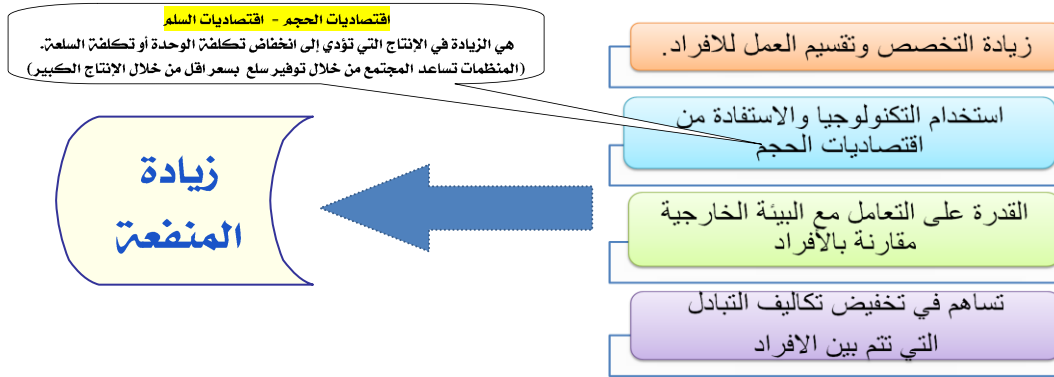 اقتصاديات الحجم - اقتصاديات السلم
هي الزيادة في الإنتاج التي تؤدي إلى انخفاض تكلفة الوحدة أو تكلفة السلعة.
(المنظمات تساعد المجتمع من خلال توفير سلع بسعر اقل من خلال الإنتاج الكبير)
زيادة التخصص وتقسيم العمل للافراد.
استخدام التكنولوجيا والاستفادة من
اقتصاديات الحجم
القدرة على التعامل مع البيئة الخارجية
مقارنة بالأفراد
تساهم في تخفيض تكاليف التبادل
التي تتم بين الافراد
زيادة
المنفعة